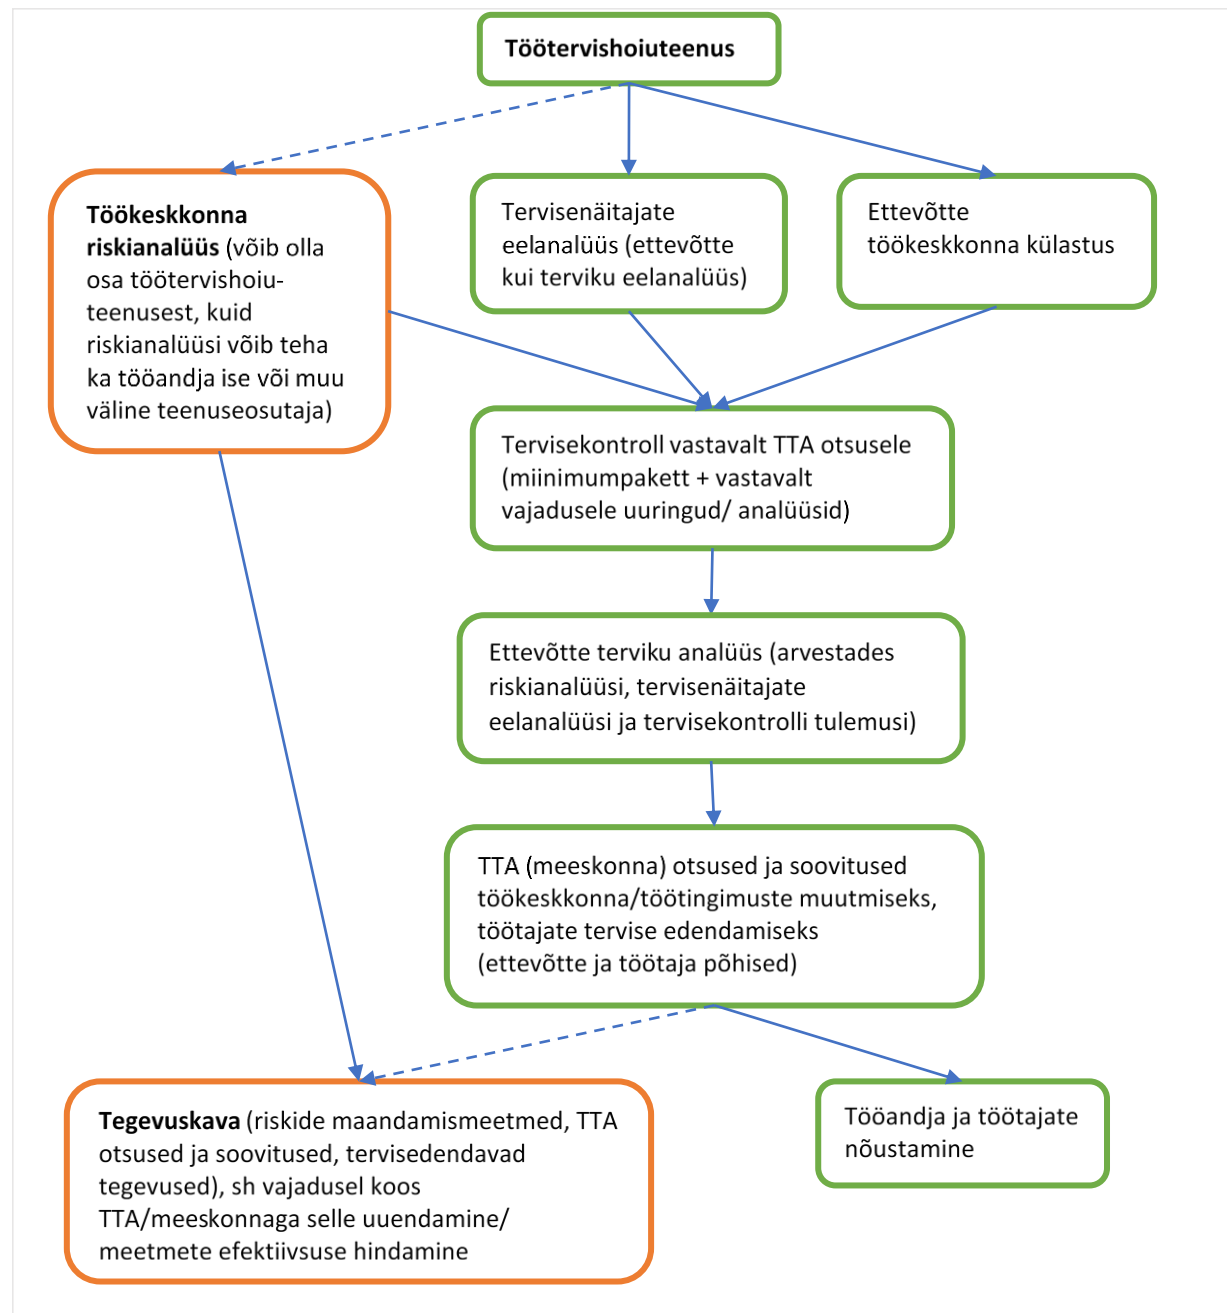 Töötervishoiuteenus
Töökeskkonna
riskianalüüs (võib olla
osa töötervishoiu-
teenusest, kuid
riskianalüüsi võib teha
ka tööandja ise või muu
väline teenuseosutaja)
Tervisenäitajate
eelanalüüs (ettevõtte
kui terviku eelanalüüs)
Ettevõtte
töökeskkonna külastus
Tervisekontroll vastavalt TTA otsusele
(miinimumpakett + vastavalt
vajadusele uuringud/ analüüsid)
Ettevõtte terviku analüüs (arvestades
riskianalüüsi, tervisenäitajate
eelanalüüsi ja tervisekontrolli tulemusi)
TTA (meeskonna) otsused ja soovitused
töökeskkonna/töötingimuste muutmiseks,
töötajate tervise edendamiseks
(ettevõtte ja töötaja põhised)
Tegevuskava (riskide maandamismeetmed, TTA
otsused ja soovitused, tervisedendavad
tegevused), sh vajadusel koos
TTA/meeskonnaga selle uuendamine/
meetmete efektiivsuse hindamine
Tööandja ja töötajate
nõustamine